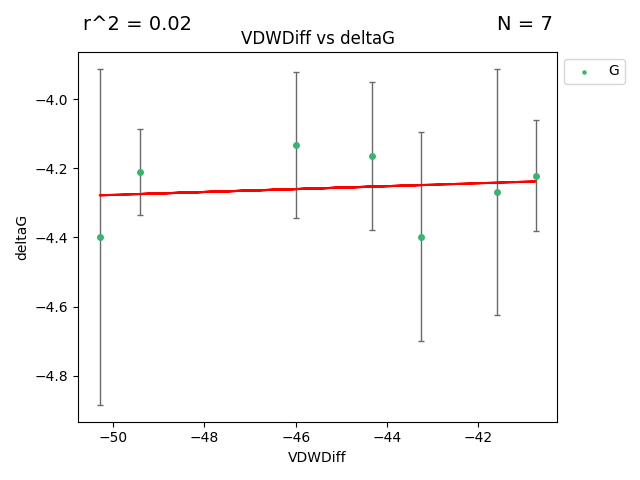 r^2 = 0.02
N = 7
VDWDiff vs deltaG
G
−4.0
−4.2
−4.4
−4.6
−4.8
deltaG
−50
−48
−46
−44
−42
VDWDiff